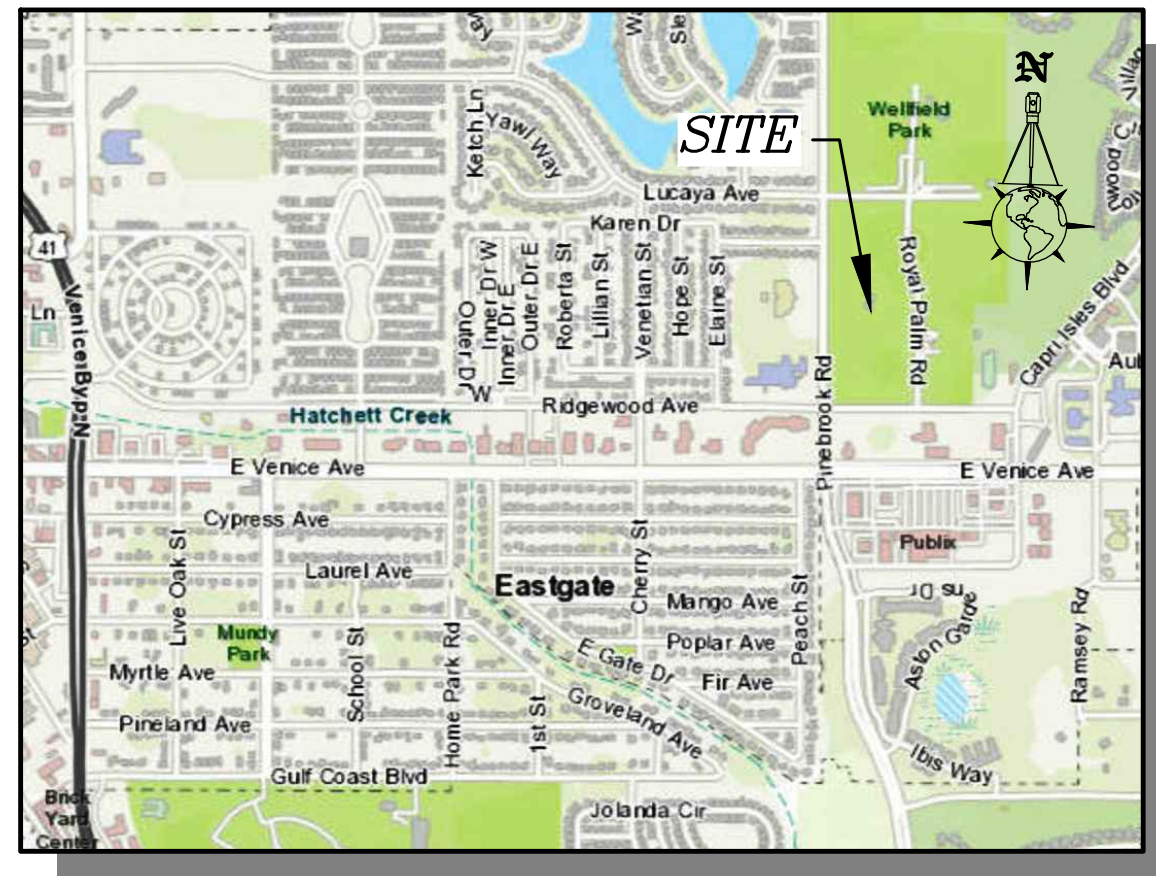 Wellfield
Park
N
SITE
Ketch Ln
Yawl Way
Lucaya Ave
Karen Dr
41
Venice Byp N
Ln
Outer Dr W
Inner Dr W
Inner Dr E
Outer Dr E
Roberta St
Lillian St
Venetian St
Hope St
Elaine St
Royal Palm Rd
Capri Isles Blvd
Pinebrook Rd
Ridgewood Ave
Hatchett Creek
E Venice Ave
E Venice Ave
Cypress Ave
Publix
Laurel Ave
Live Oak St
Eastgate
Cherry St
Mango Ave
Peach St
Aston Garde
ns Dr
Ramsey Rd
Mundy
Park
Poplar Ave
E Gate Dr
Fir Ave
Myrtle Ave
School St
Home Park Rd
1st St
Groveland Ave
Pineland Ave
Gulf Coast Blvd
Ibis Way
Brick
Yard
Center
Jolanda Cir